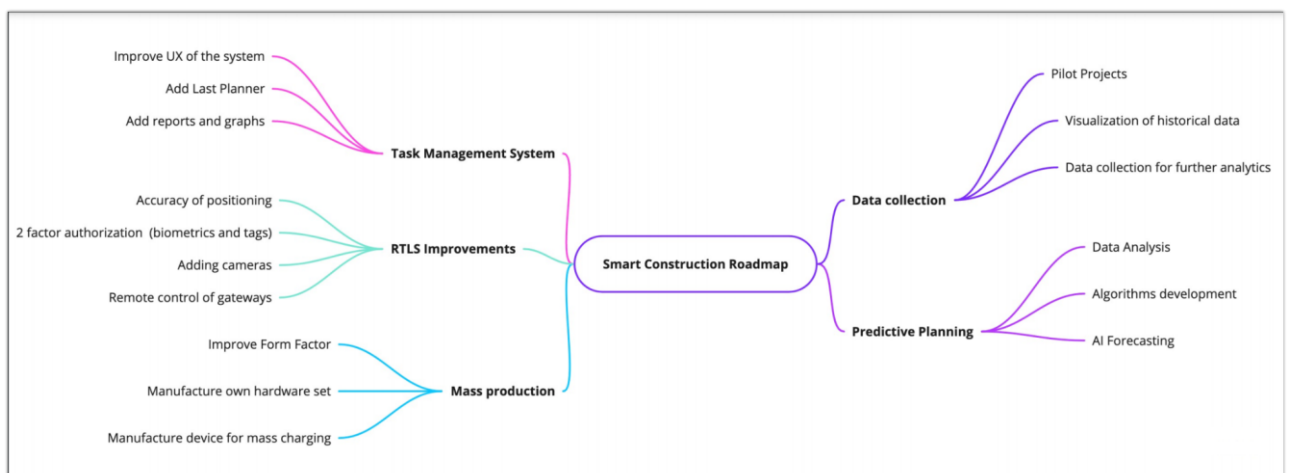 Improve UX of the system
Add Last Planner
Add reports and graphs
Task Management System
Accuracy of positioning
2 factor authorization (biometrics and tags)
Adding cameras
Remote control of gateways
RTLS Improvements
Improve Form Factor
Manufacture own hardware set
Manufacture device for mass charging
Mass production
Smart Construction Roadmap
Data collection
Pilot Projects
Visualization of historical data
Data collection for further analytics
Predictive Planning
Data Analysis
Algorithms development
AI Forecasting